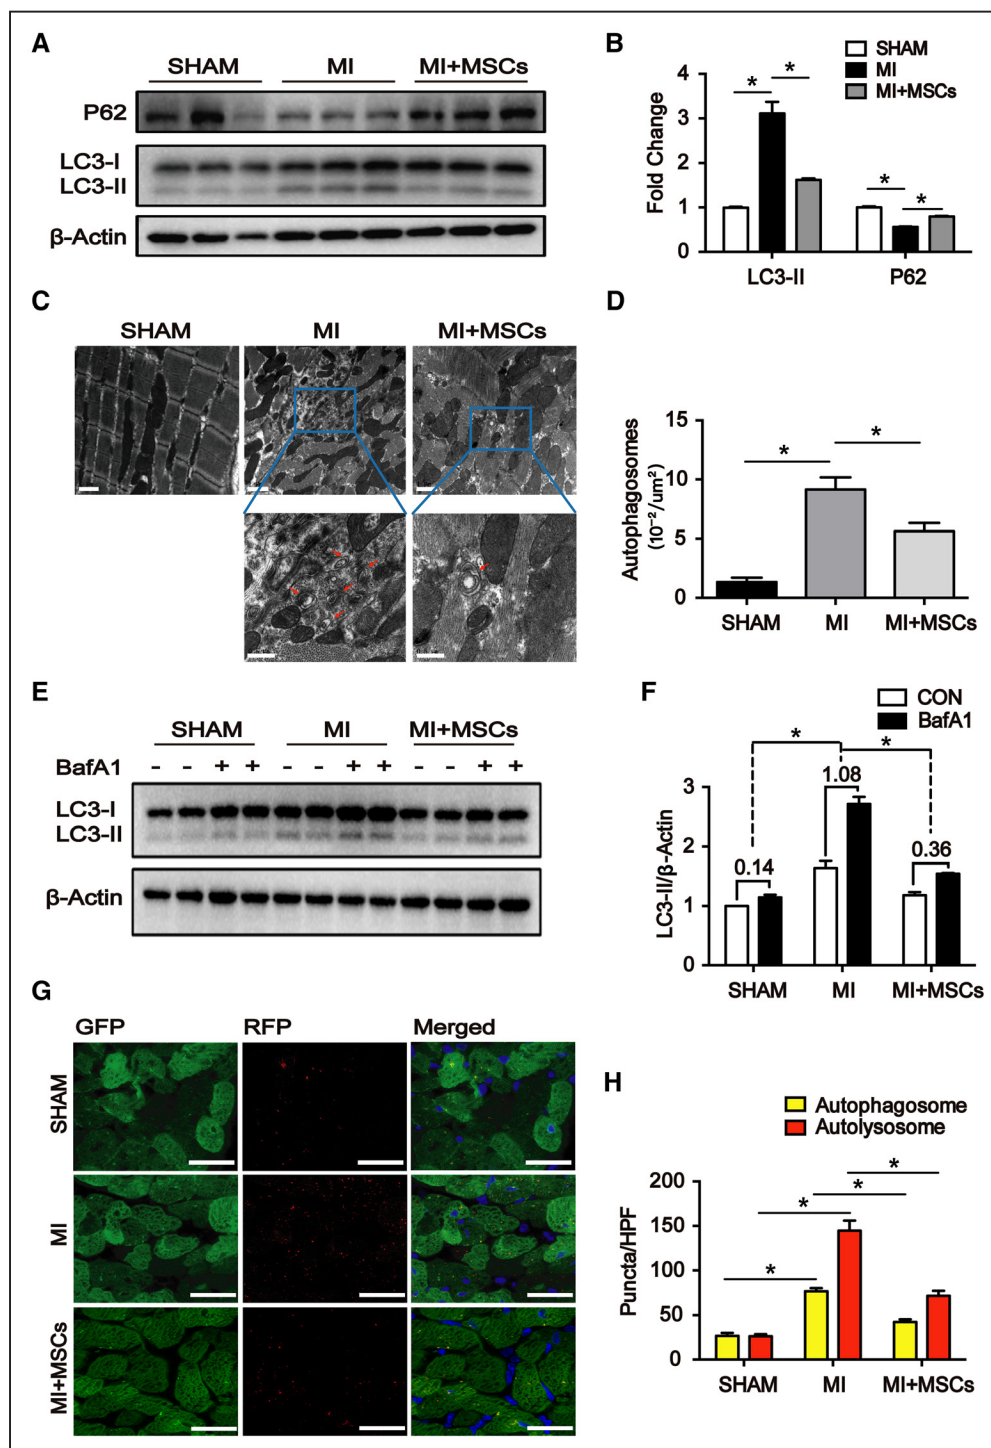 A
SHAM MI MI+MSCs
P62
LC3-I
LC3-II
β-Actin
B
SHAM
MI
MI+MSCs
Fold Change
4
3
2
1
0
* * * *
LC3-II P62
C
SHAM MI MI+MSCs
D
Autophagosomes
(10⁻²/um²)
15
10
5
0
* *
SHAM MI MI+MSCs
E
SHAM MI MI+MSCs
BafA1 - - + + - - + + - - + +
LC3-I
LC3-II
β-Actin
F
CON
BafA1
LC3-II/β-Actin
3
2
1
0
* *
0.14 1.08 0.36
SHAM MI MI+MSCs
G
GFP RFP Merged
SHAM
MI
MI+MSCs
H
Autophagosome
Autolysosome
Puncta/HPF
200
150
100
50
0
* * * *
SHAM MI MI+MSCs